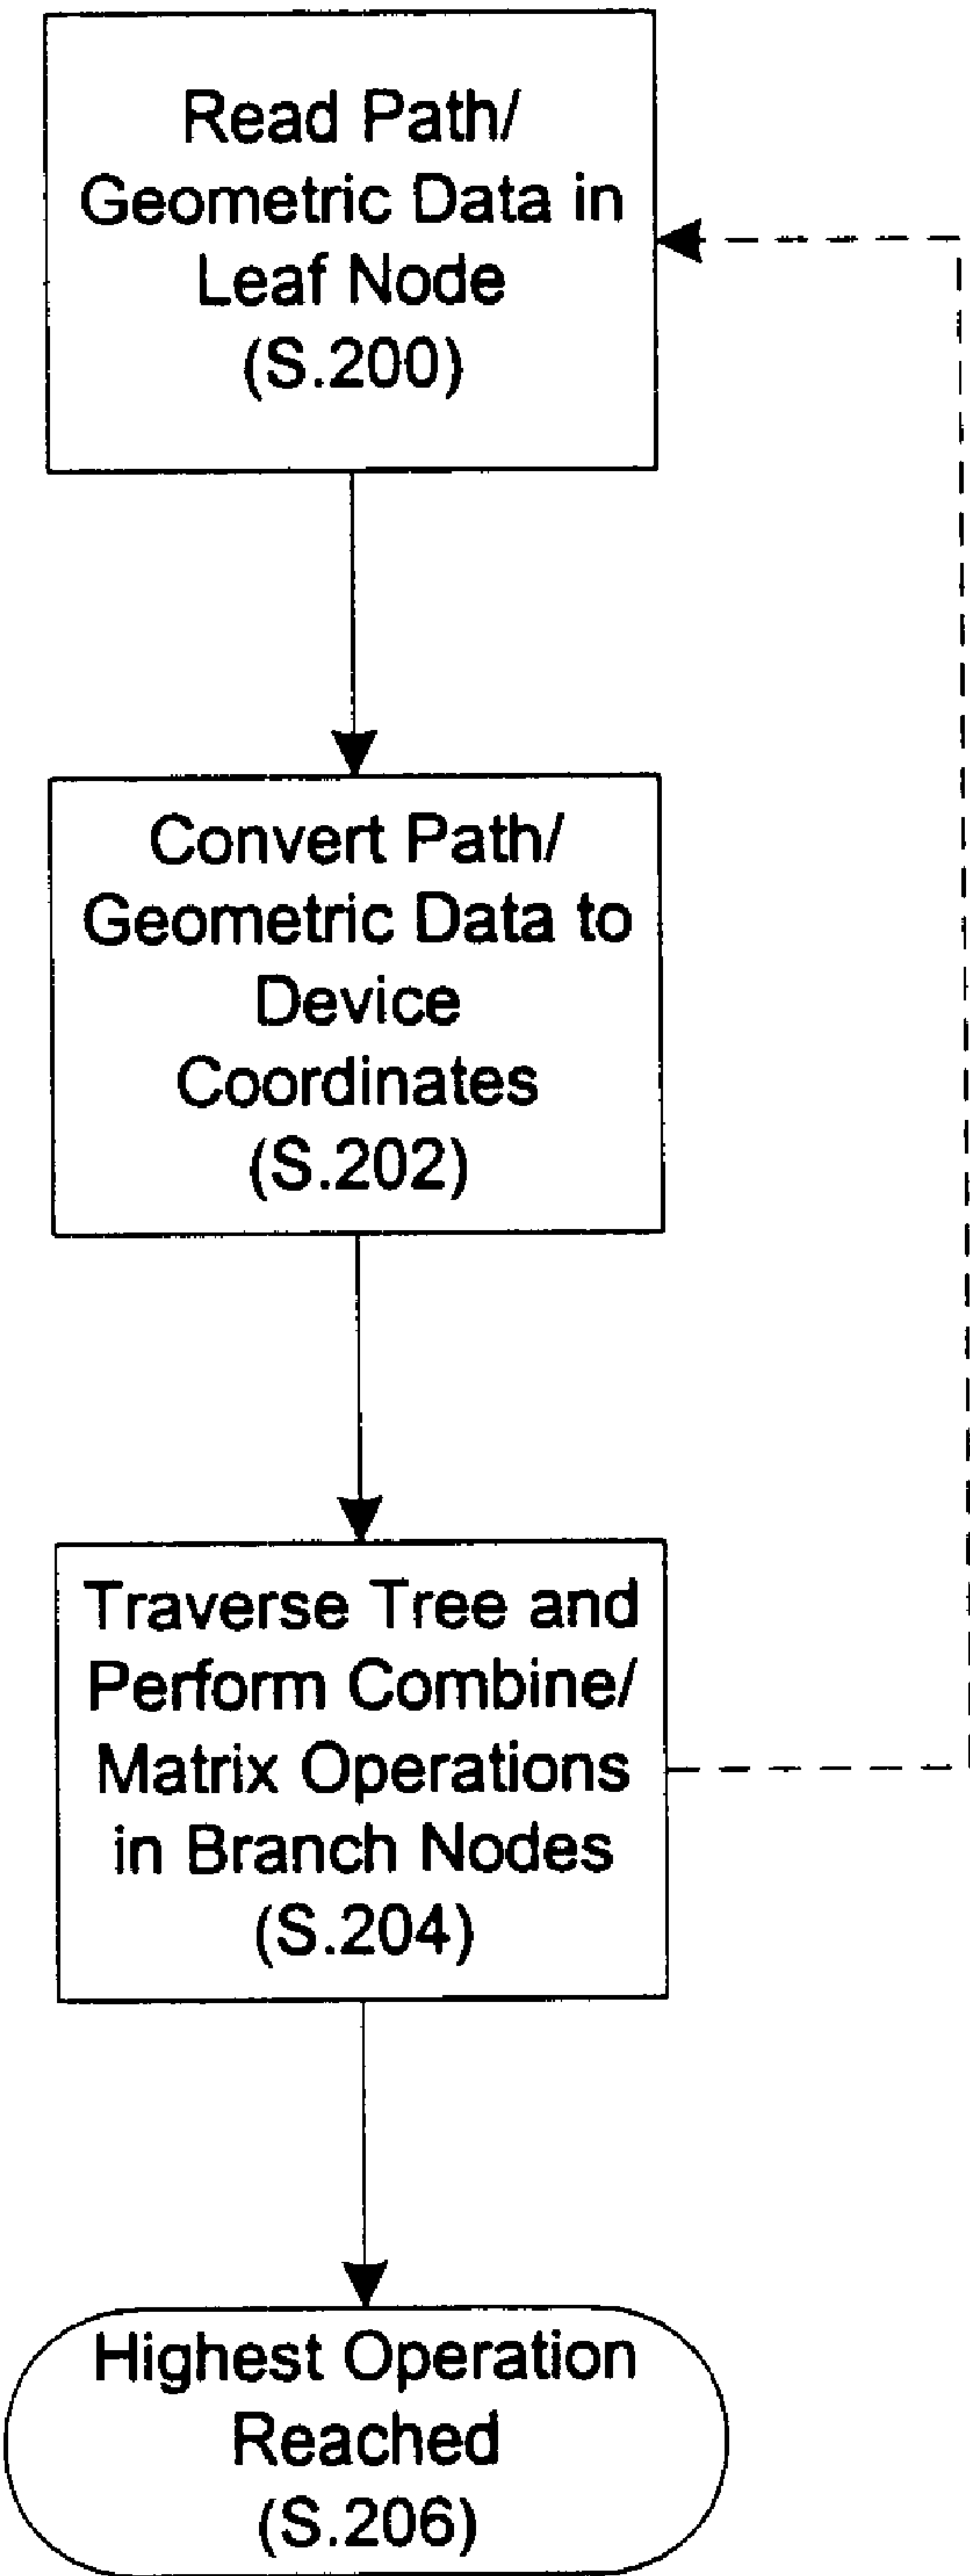 Read Path/
Geometric Data in
Leaf Node
(S.200)
Convert Path/
Geometric Data to
Device
Coordinates
(S.202)
Traverse Tree and
Perform Combine/
Matrix Operations
in Branch Nodes
(S.204)
Highest Operation
Reached
(S.206)